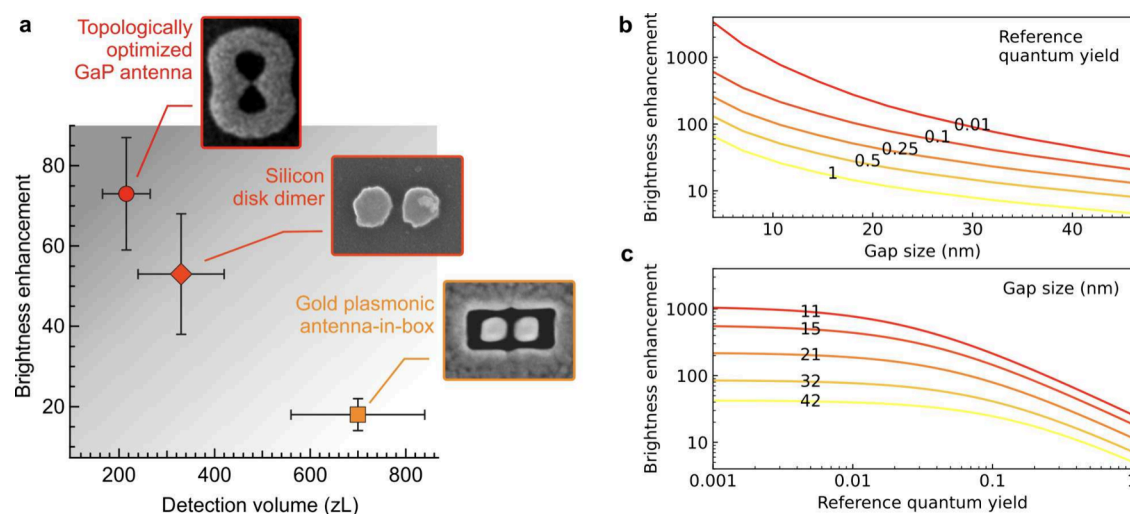 a
Topologically
optimized
GaP antenna
Silicon
disk dimer
Gold plasmonic
antenna-in-box
Brightness enhancement
80
60
40
20
200
400
600
800
Detection volume (zL)
b
Brightness enhancement
1000
100
10
Reference
quantum yield
0.01
0.1
0.25
0.5
1
10
20
30
40
Gap size (nm)
c
Brightness enhancement
1000
100
10
Gap size (nm)
11
15
21
32
42
0.001
0.01
0.1
Reference quantum yield